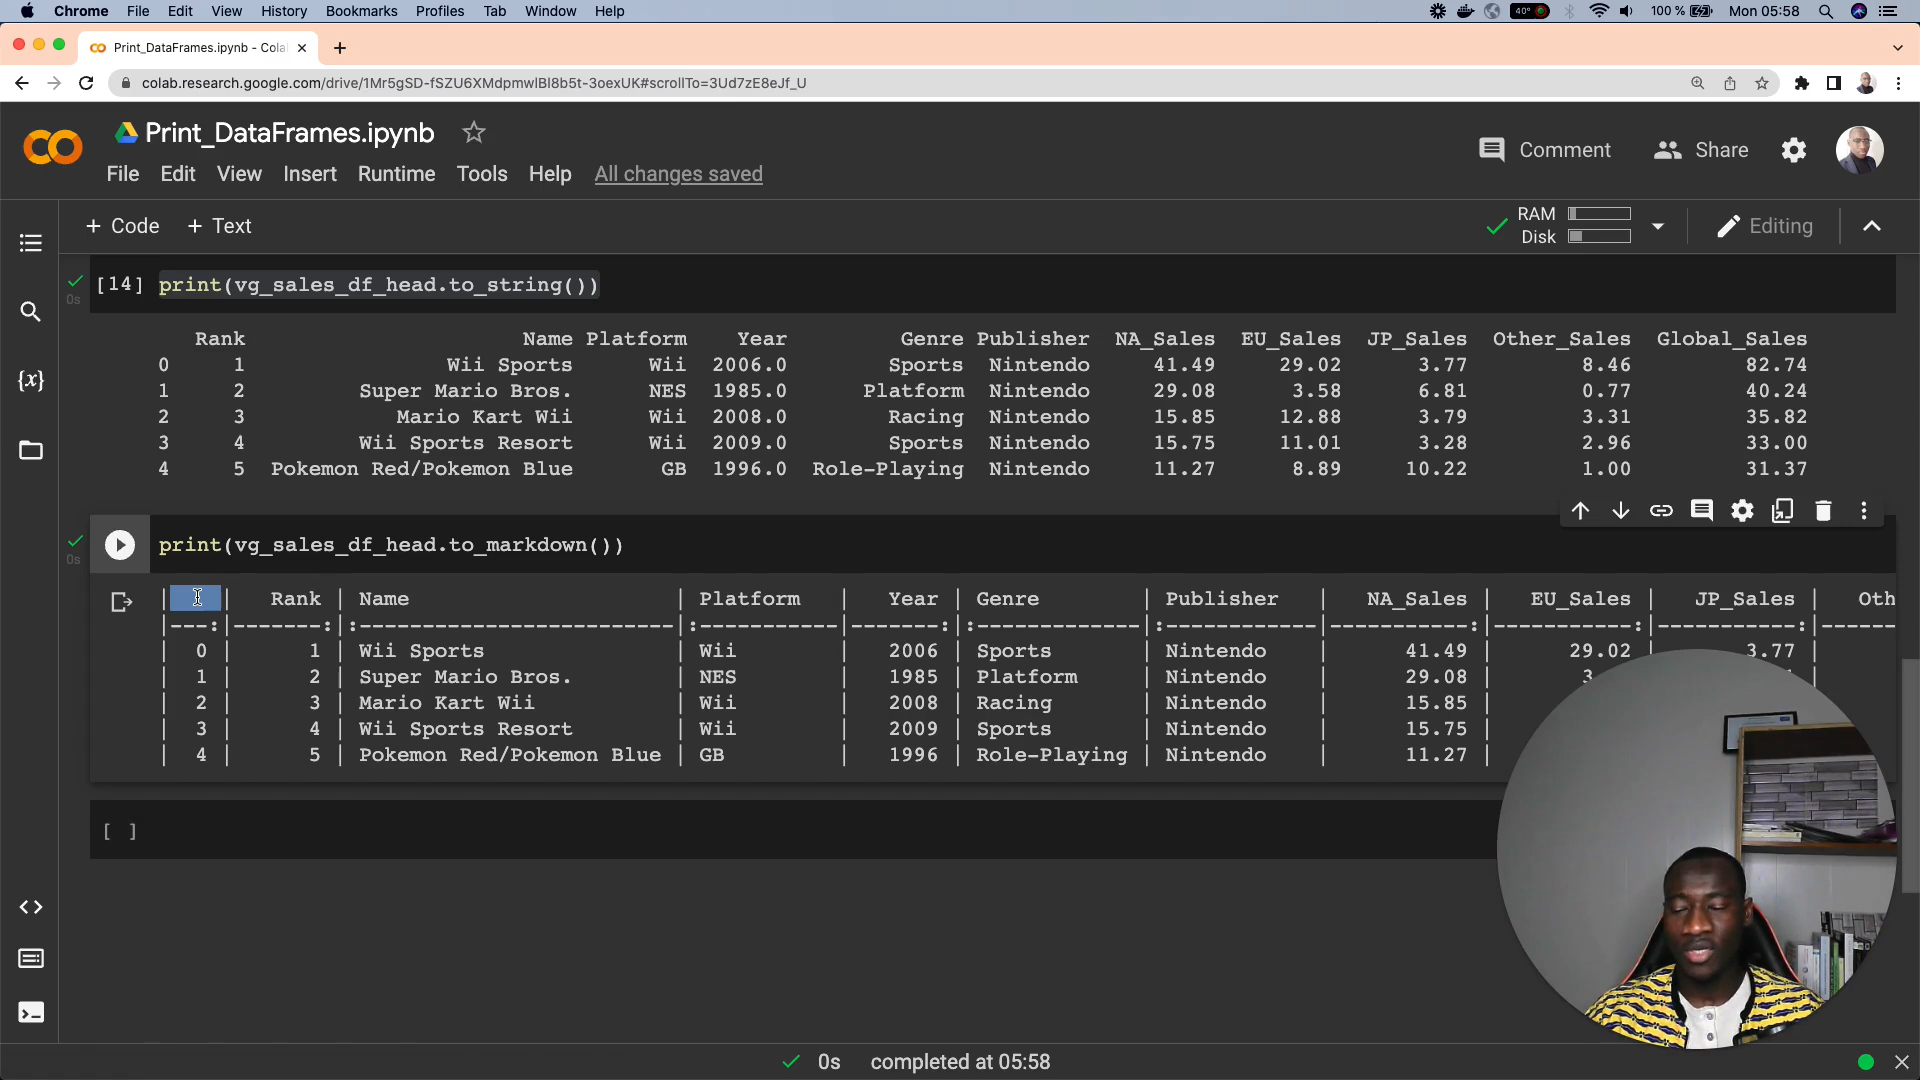 Chrome File Edit View History Bookmarks Profiles Tab Window Help 40° 100 % Mon 05:58
Print_DataFrames.ipynb - Cola
colab.research.google.com/drive/1Mr5gSD-fSZU6XMdpmwlBl8b5t-3oexUK#scrollTo=3Ud7zE8eJf_U
Print_DataFrames.ipynb
Comment Share
File Edit View Insert Runtime Tools Help All changes saved
+ Code + Text
RAM
Disk
Editing
[14] print(vg_sales_df_head.to_string())
0s
Rank Name Platform Year Genre Publisher NA_Sales EU_Sales JP_Sales Other_Sales Global_Sales
0 1 Wii Sports Wii 2006.0 Sports Nintendo 41.49 29.02 3.77 8.46 82.74
1 2 Super Mario Bros. NES 1985.0 Platform Nintendo 29.08 3.58 6.81 0.77 40.24
2 3 Mario Kart Wii Wii 2008.0 Racing Nintendo 15.85 12.88 3.79 3.31 35.82
3 4 Wii Sports Resort Wii 2009.0 Sports Nintendo 15.75 11.01 3.28 2.96 33.00
4 5 Pokemon Red/Pokemon Blue GB 1996.0 Role-Playing Nintendo 11.27 8.89 10.22 1.00 31.37
print(vg_sales_df_head.to_markdown())
0s
| | Rank | Name | Platform | Year | Genre | Publisher | NA_Sales | EU_Sales | JP_Sales | Oth
|---:|-------:|:-------------------------|:-----------|-------:|:-------------|:------------|-----------:|-----------:|-----------:|------
| 0 | 1 | Wii Sports | Wii | 2006 | Sports | Nintendo | 41.49 | 29.02 | 3.77
| 1 | 2 | Super Mario Bros. | NES | 1985 | Platform | Nintendo | 29.08 | 3
| 2 | 3 | Mario Kart Wii | Wii | 2008 | Racing | Nintendo | 15.85 |
| 3 | 4 | Wii Sports Resort | Wii | 2009 | Sports | Nintendo | 15.75 |
| 4 | 5 | Pokemon Red/Pokemon Blue | GB | 1996 | Role-Playing | Nintendo | 11.27 |
[ ]
0s completed at 05:58